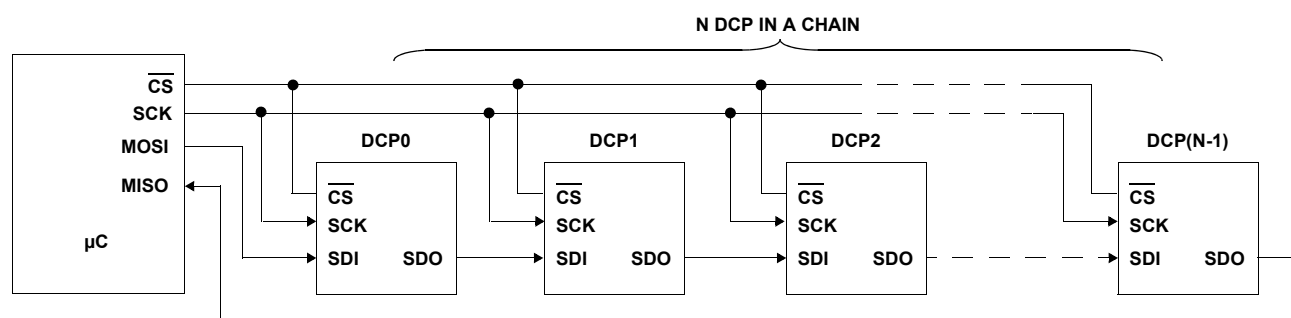 N DCP IN A CHAIN
CS
SCK
MOSI
MISO
µC
DCP0
CS
SCK
SDI SDO
DCP1
CS
SCK
SDI SDO
DCP2
CS
SCK
SDI SDO
DCP(N-1)
CS
SCK
SDI SDO